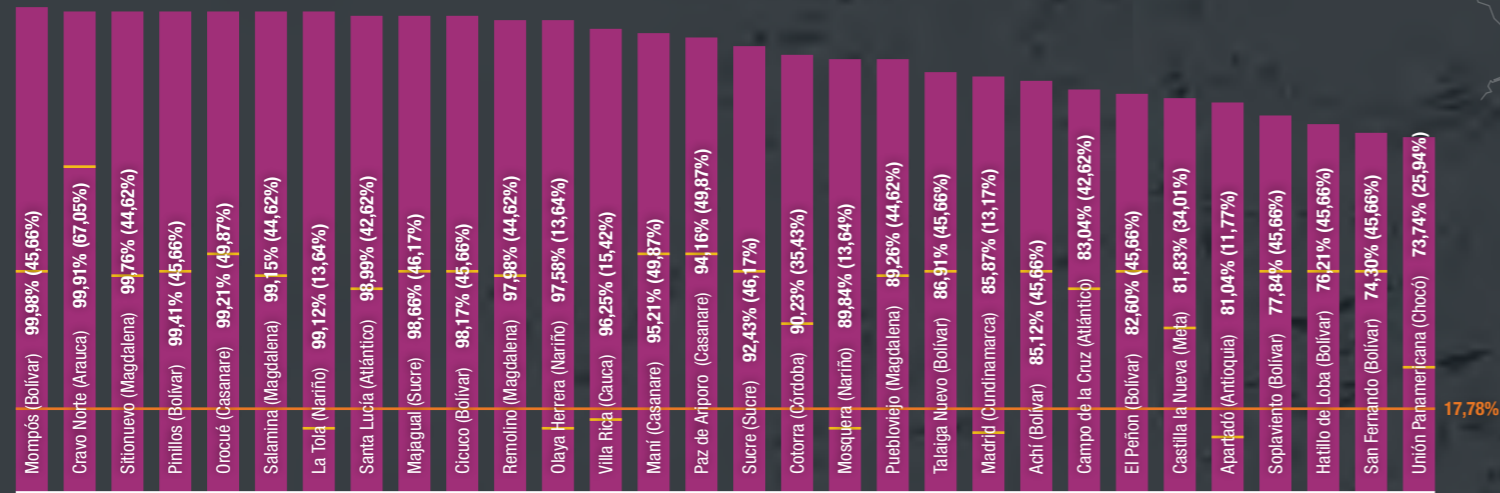 Mompós (Bolívar) 99,98% (45,66%)
Cravo Norte (Arauca) 99,91% (67,05%)
Sitionuevo (Magdalena) 99,76% (44,62%)
Pinillos (Bolívar) 99,41% (45,66%)
Orocué (Casanare) 99,21% (49,87%)
Salamina (Magdalena) 99,15% (44,62%)
La Tola (Nariño) 99,12% (13,64%)
Santa Lucía (Atlántico) 98,99% (42,62%)
Majagual (Sucre) 98,66% (46,17%)
Cicuco (Bolívar) 98,17% (45,66%)
Remolino (Magdalena) 97,98% (44,62%)
Olaya Herrera (Nariño) 97,58% (13,64%)
Villa Rica (Cauca) 96,25% (15,42%)
Maní (Casanare) 95,21% (49,87%)
Paz de Ariporo (Casanare) 94,16% (49,87%)
Sucre (Sucre) 92,43% (46,17%)
Cotorra (Córdoba) 90,23% (35,43%)
Mosquera (Nariño) 89,84% (13,64%)
Puebloviejo (Magdalena) 89,26% (44,62%)
Talaiga Nuevo (Bolívar) 86,91% (45,66%)
Madrid (Cundinamarca) 85,87% (13,17%)
Achí (Bolívar) 85,12% (45,66%)
Campo de la Cruz (Atlántico) 83,04% (42,62%)
El Peñon (Bolívar) 82,60% (45,66%)
Castilla la Nueva (Meta) 81,83% (34,01%)
Apartadó (Antioquia) 81,04% (11,77%)
Soplaviento (Bolívar) 77,84% (45,66%)
Hatillo de Loba (Bolívar) 76,21% (45,66%)
San Fernando (Bolívar) 74,30% (45,66%)
Unión Panamericana (Chocó) 73,74% (25,94%)
17,78%